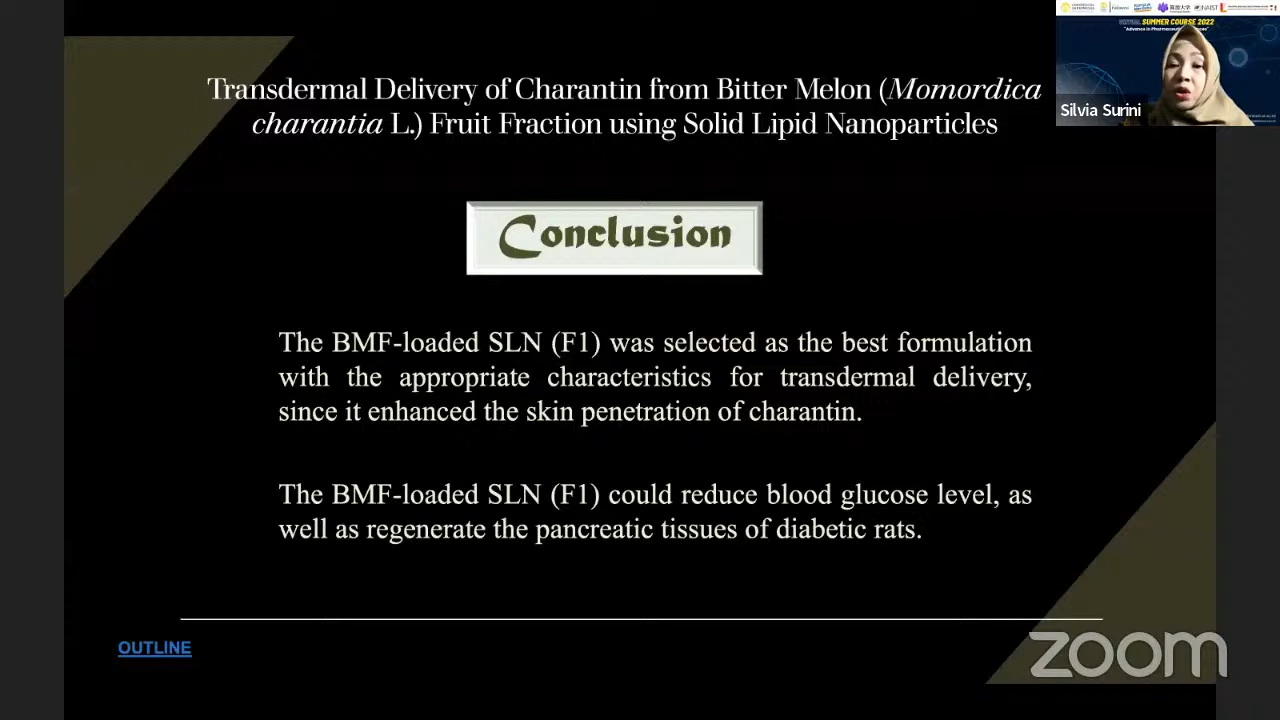 Transdermal Delivery of Charantin from Bitter Melon (Momordica
charantia L.) Fruit Fraction using Solid Lipid Nanoparticles
SUMMER COURSE 2022
Silvia Surini
Conclusion
The BMF-loaded SLN (F1) was selected as the best formulation
with the appropriate characteristics for transdermal delivery,
since it enhanced the skin penetration of charantin.
The BMF-loaded SLN (F1) could reduce blood glucose level, as
well as regenerate the pancreatic tissues of diabetic rats.
OUTLINE
zoom